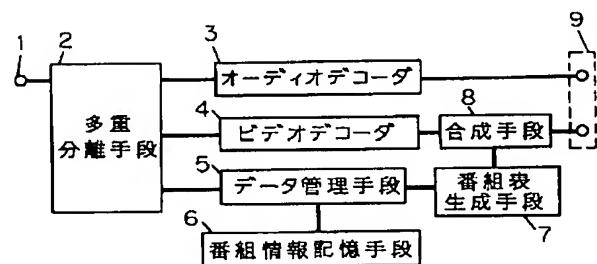 1
2
多重
分離手段
3
オーディオデコーダ
4
ビデオデコーダ
5
データ管理手段
6
番組情報記憶手段
8
合成手段
番組表
生成手段
7
9